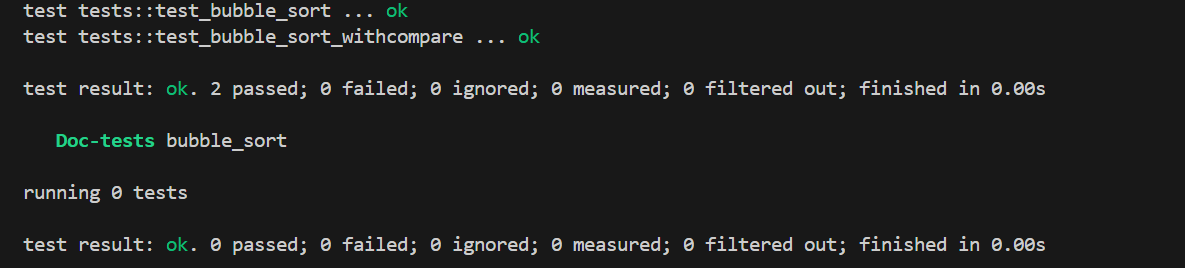 test tests::test_bubble_sort ... ok
test tests::test_bubble_sort_withcompare ... ok
test result: ok. 2 passed; 0 failed; 0 ignored; 0 measured; 0 filtered out; finished in 0.00s
Doc-tests bubble_sort
running 0 tests
test result: ok. 0 passed; 0 failed; 0 ignored; 0 measured; 0 filtered out; finished in 0.00s